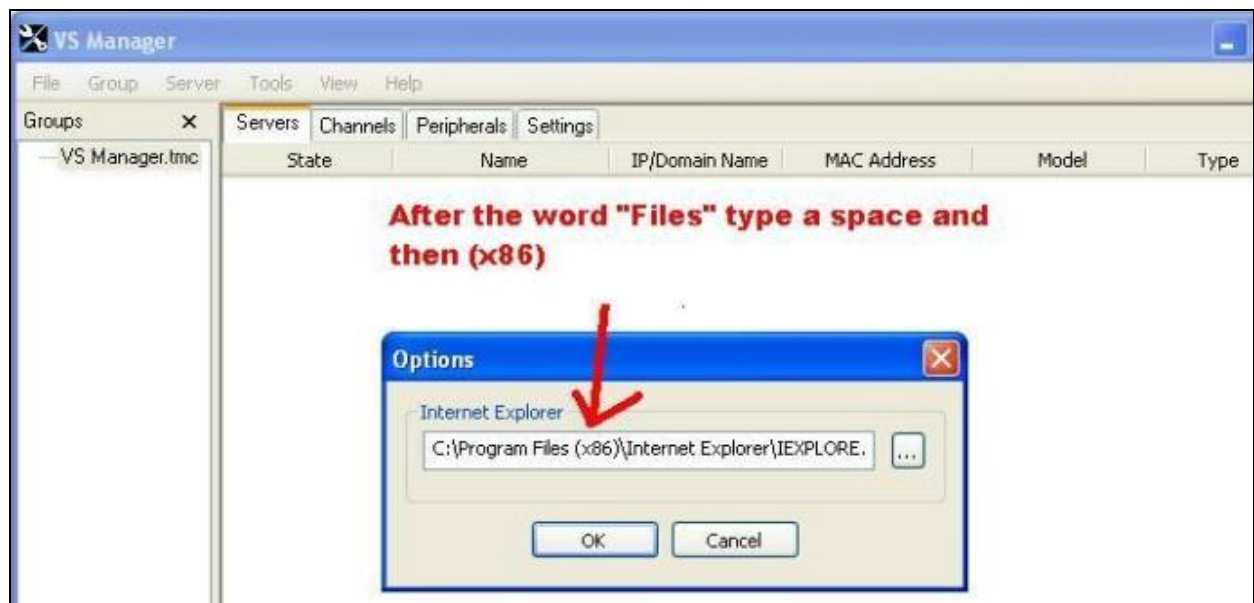 VS Manager
File Group Server Tools View Help
Groups
Servers Channels Peripherals Settings
VS Manager.tmc
State Name IP/Domain Name MAC Address Model Type
After the word "Files" type a space and
then (x86)
Options
Internet Explorer
C:\Program Files (x86)\Internet Explorer\IEXPLORE.
...
OK Cancel